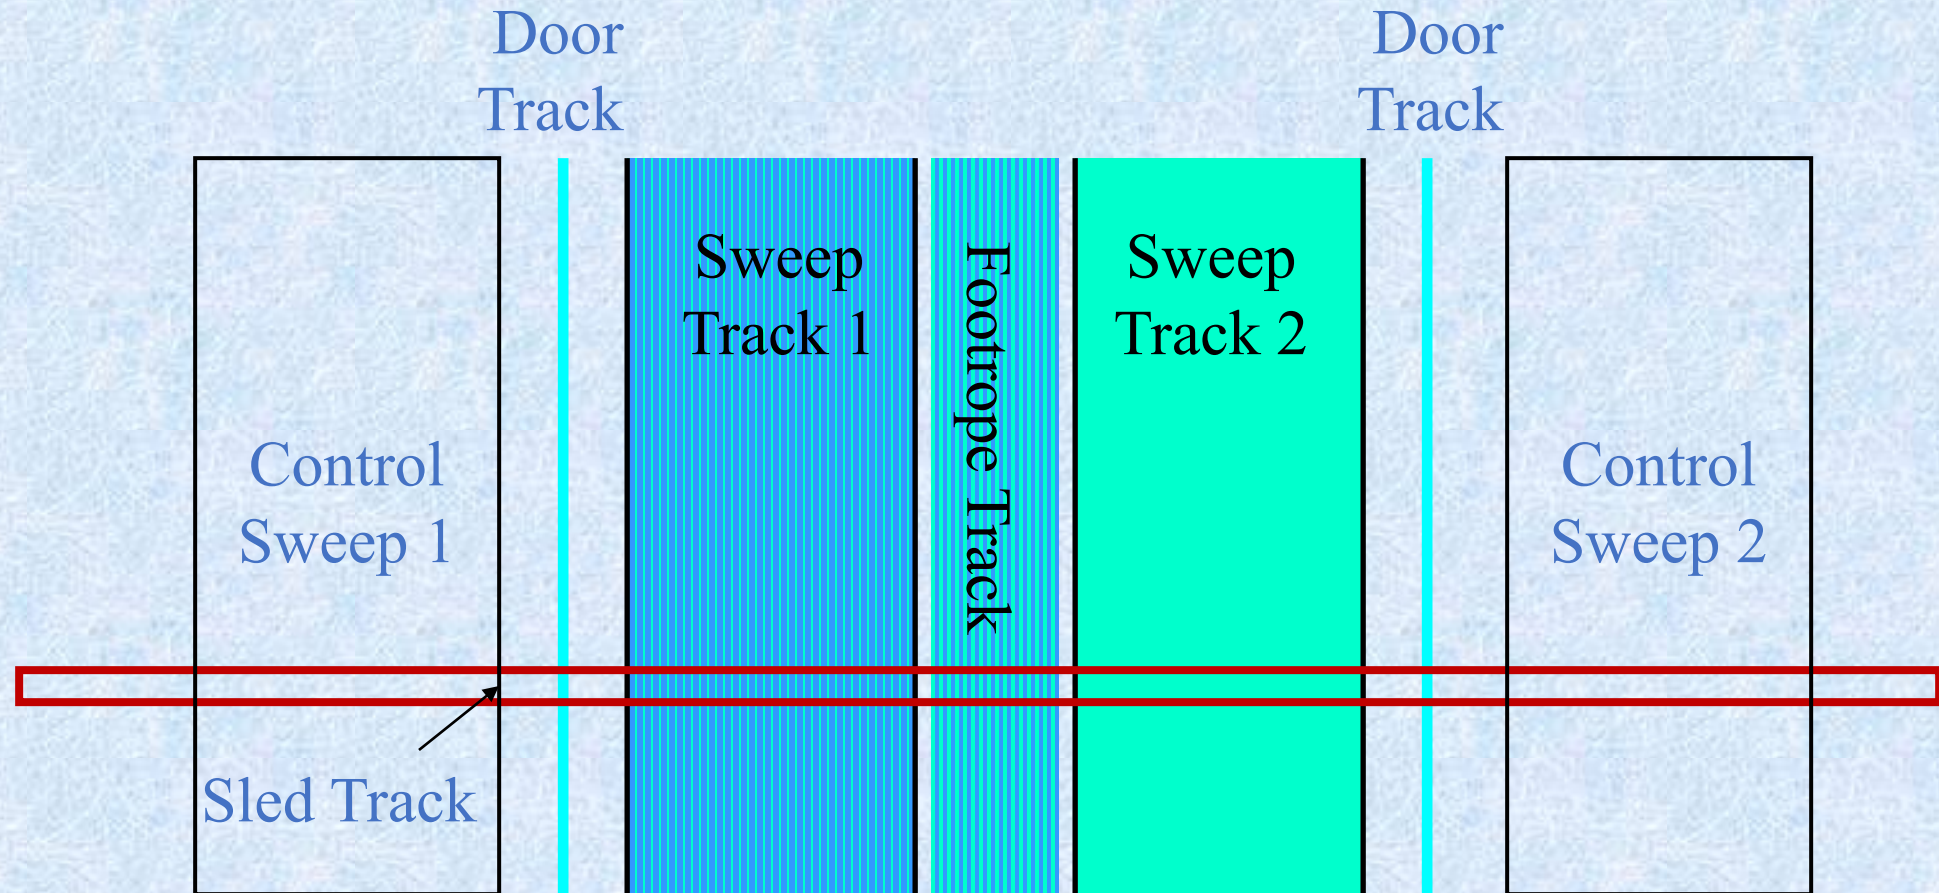 Door
Track
Door
Track
Sweep
Track 1
Footrope Track
Sweep
Track 2
Control
Sweep 1
Control
Sweep 2
Sled Track